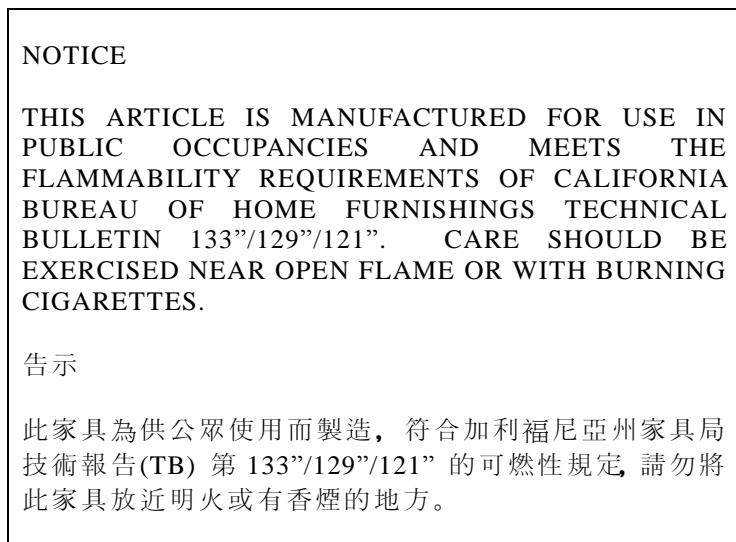 NOTICE
THIS ARTICLE IS MANUFACTURED FOR USE IN
PUBLIC OCCUPANCIES AND MEETS THE
FLAMMABILITY REQUIREMENTS OF CALIFORNIA
BUREAU OF HOME FURNISHINGS TECHNICAL
BULLETIN 133”/129”/121”. CARE SHOULD BE
EXERCISED NEAR OPEN FLAME OR WITH BURNING
CIGARETTES.
告示
此家具為供公眾使用而製造，符合加利褔尼亞州家具局
技術報告(TB) 第 133”/129”/121” 的可燃性規定,請勿將
此家具放近明火或有香煙的地方。